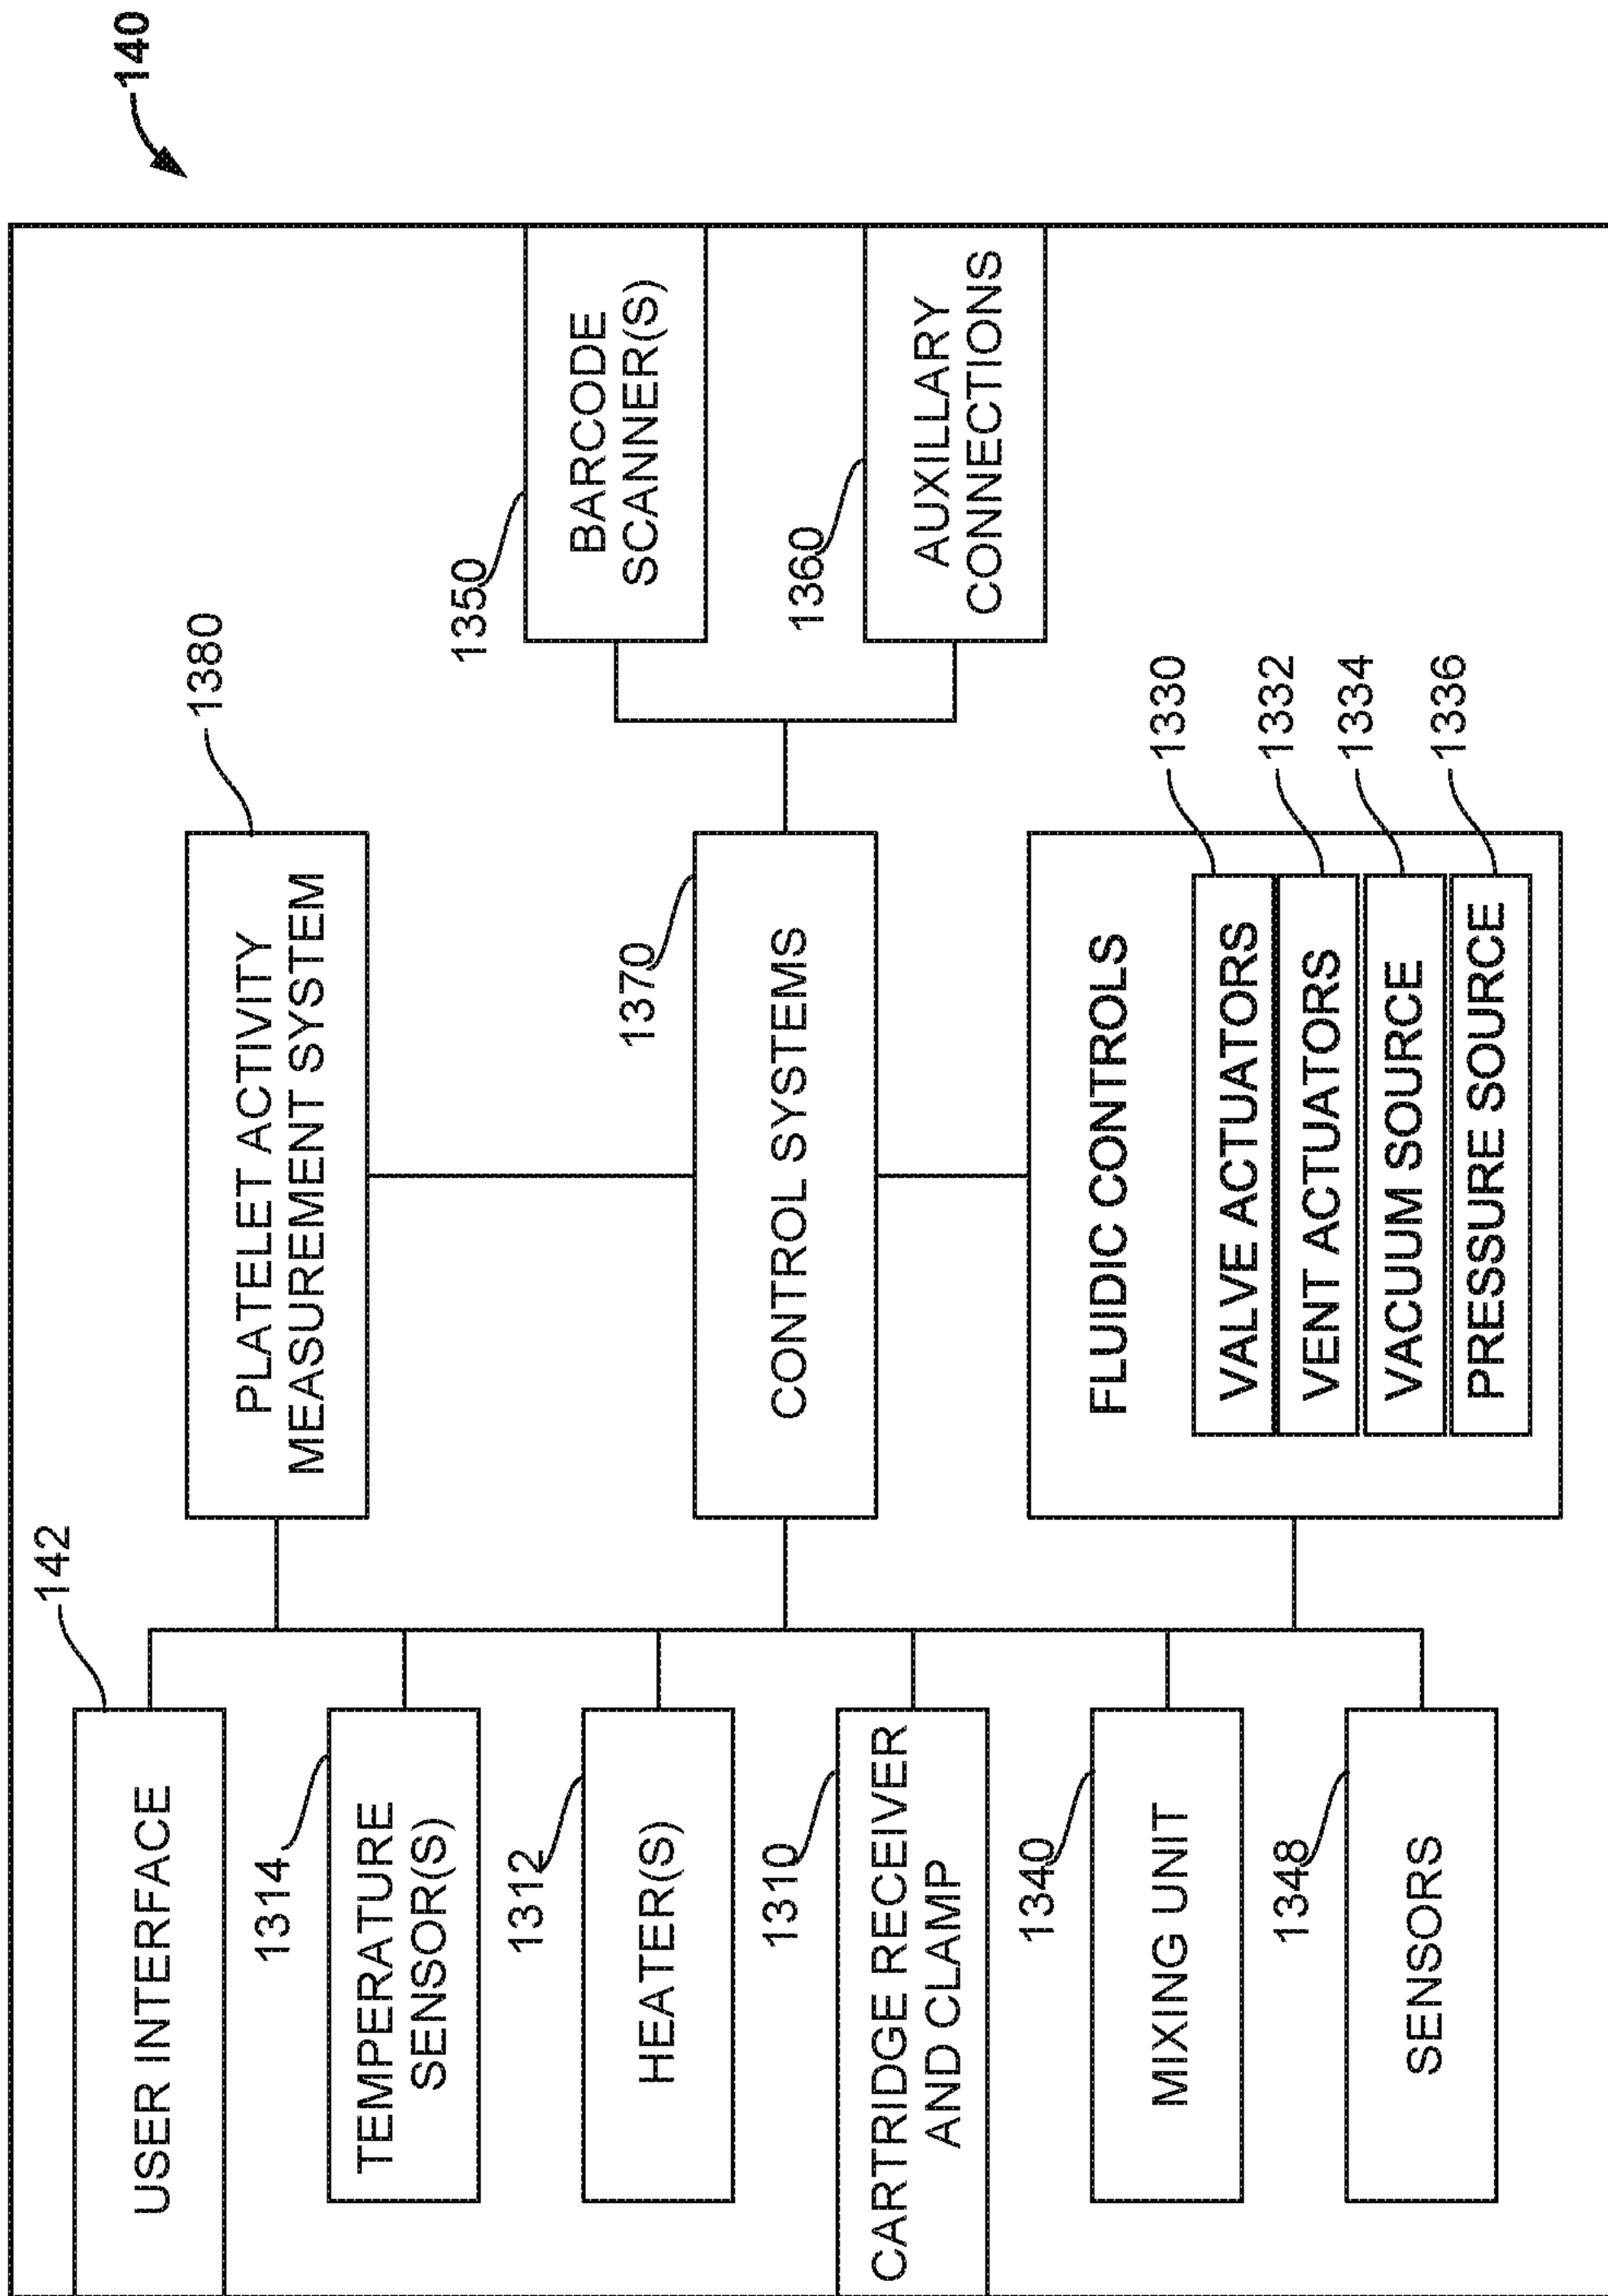 140
142
USER INTERFACE
1314
TEMPERATURE
SENSOR(S)
1312
HEATER(S)
1310
CARTRIDGE RECEIVER
AND CLAMP
1340
MIXING UNIT
1348
SENSORS
1380
PLATELET ACTIVITY
MEASUREMENT SYSTEM
1370
CONTROL SYSTEMS
FLUIDIC CONTROLS
VALVE ACTUATORS
1330
VENT ACTUATORS
1332
VACUUM SOURCE
1334
PRESSURE SOURCE
1336
1350
BARCODE
SCANNER(S)
1360
AUXILLARY
CONNECTIONS